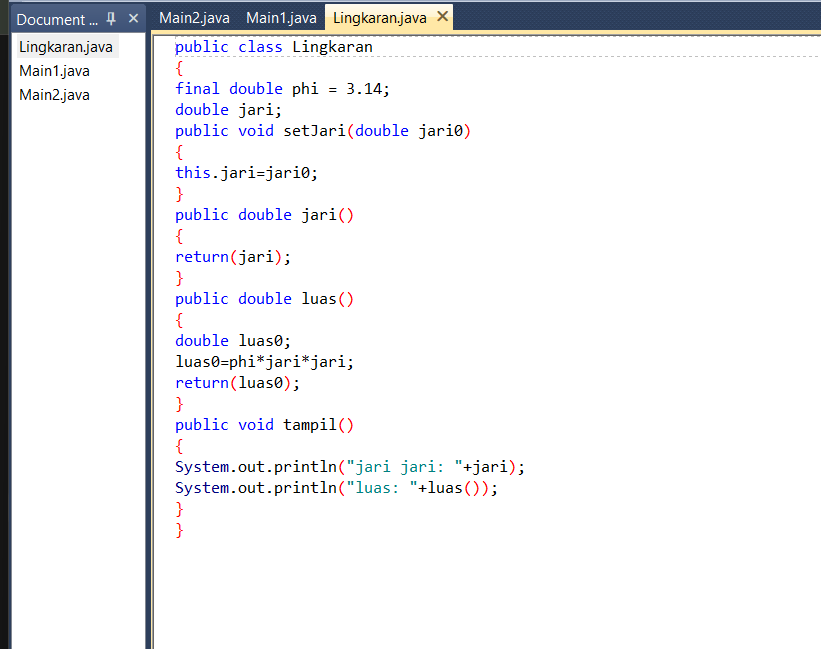 Document ...
Main2.java Main1.java Lingkaran.java
Lingkaran.java
Main1.java
Main2.java
public class Lingkaran
{
final double phi = 3.14;
double jari;
public void setJari(double jari0)
{
this.jari=jari0;
}
public double jari()
{
return(jari);
}
public double luas()
{
double luas0;
luas0=phi*jari*jari;
return(luas0);
}
public void tampil()
{
System.out.println("jari jari: "+jari);
System.out.println("luas: "+luas());
}
}